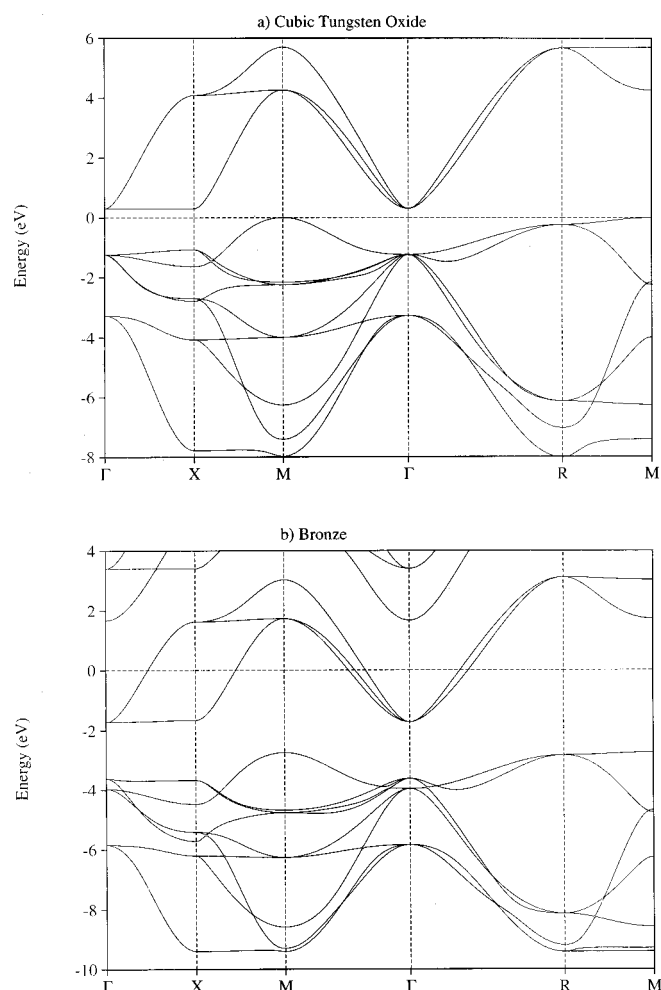 a) Cubic Tungsten Oxide
6
4
2
0
-2
-4
-6
-8
Energy (eV)
Γ X M Γ R M
b) Bronze
4
2
0
-2
-4
-6
-8
-10
Energy (eV)
Γ X M Γ R M